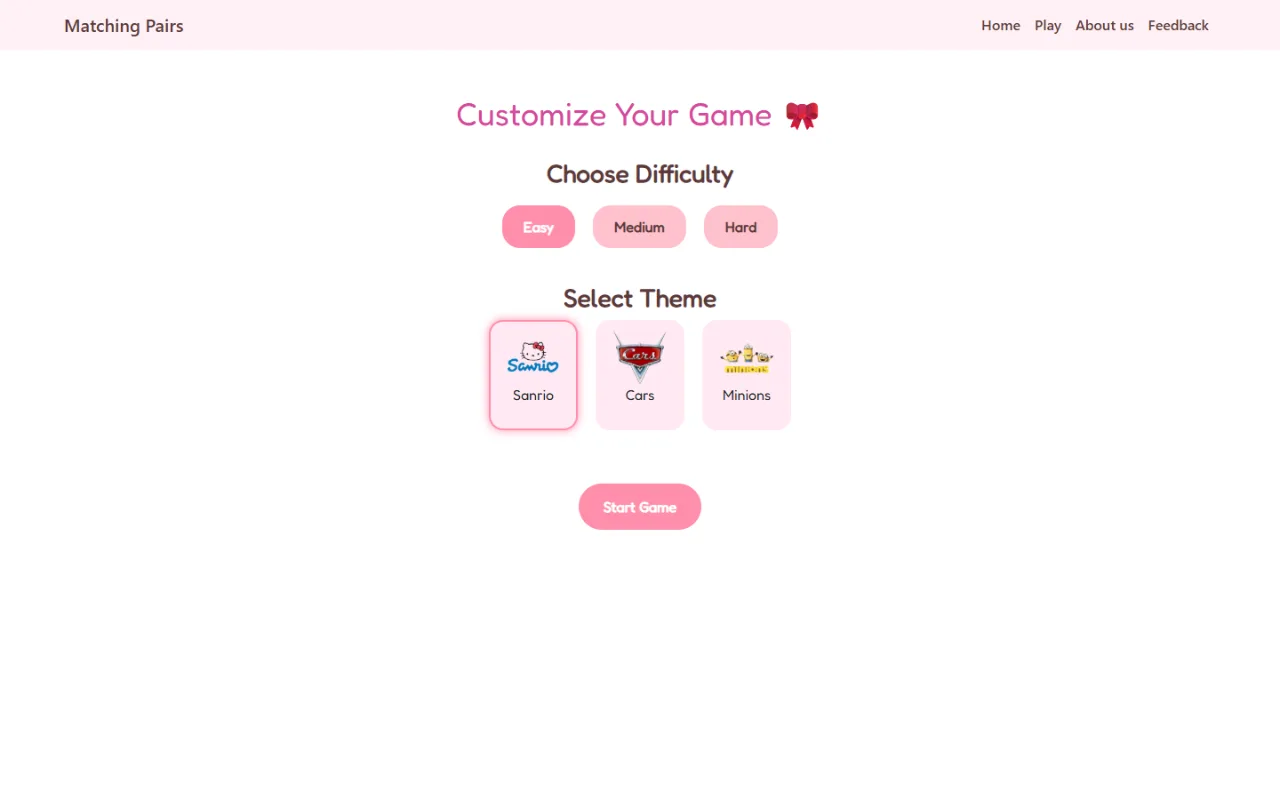 Matching Pairs
Home Play About us Feedback
Customize Your Game
Choose Difficulty
Easy Medium Hard
Select Theme
Sanrio Cars Minions
Sanrio Cars Minions
Start Game